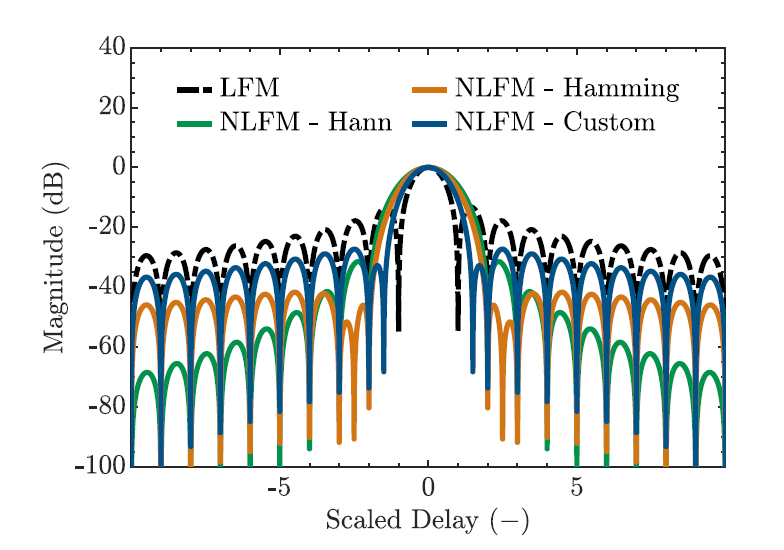 40
20
0
-20
-40
-60
-80
-100
Magnitude (dB)
LFM
NLFM - Hann
NLFM - Hamming
NLFM - Custom
-5
0
5
Scaled Delay (−)